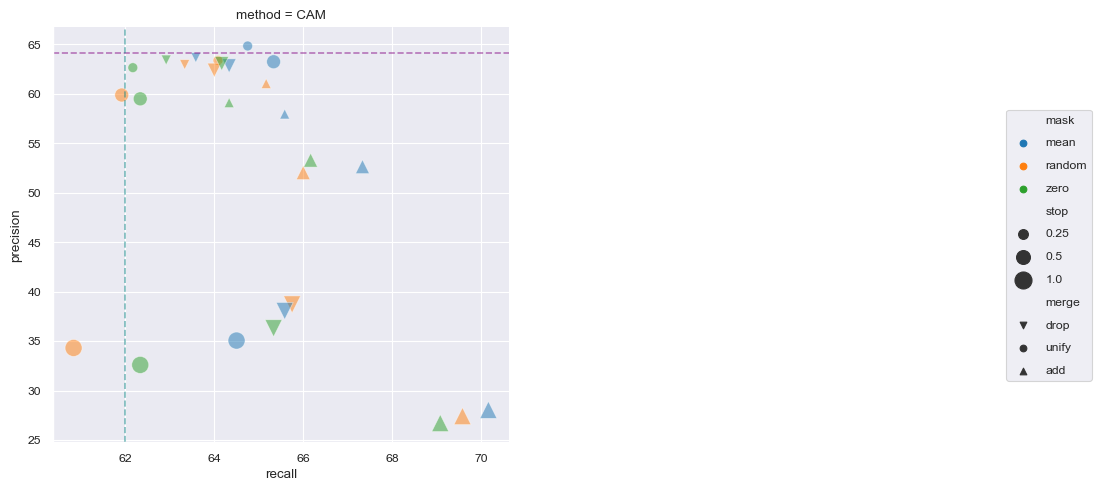 method = CAM
65
60
55
50
45
40
35
30
25
precision
62 64 66 68 70
recall
mask
mean
random
zero
stop
0.25
0.5
1.0
merge
drop
unify
add